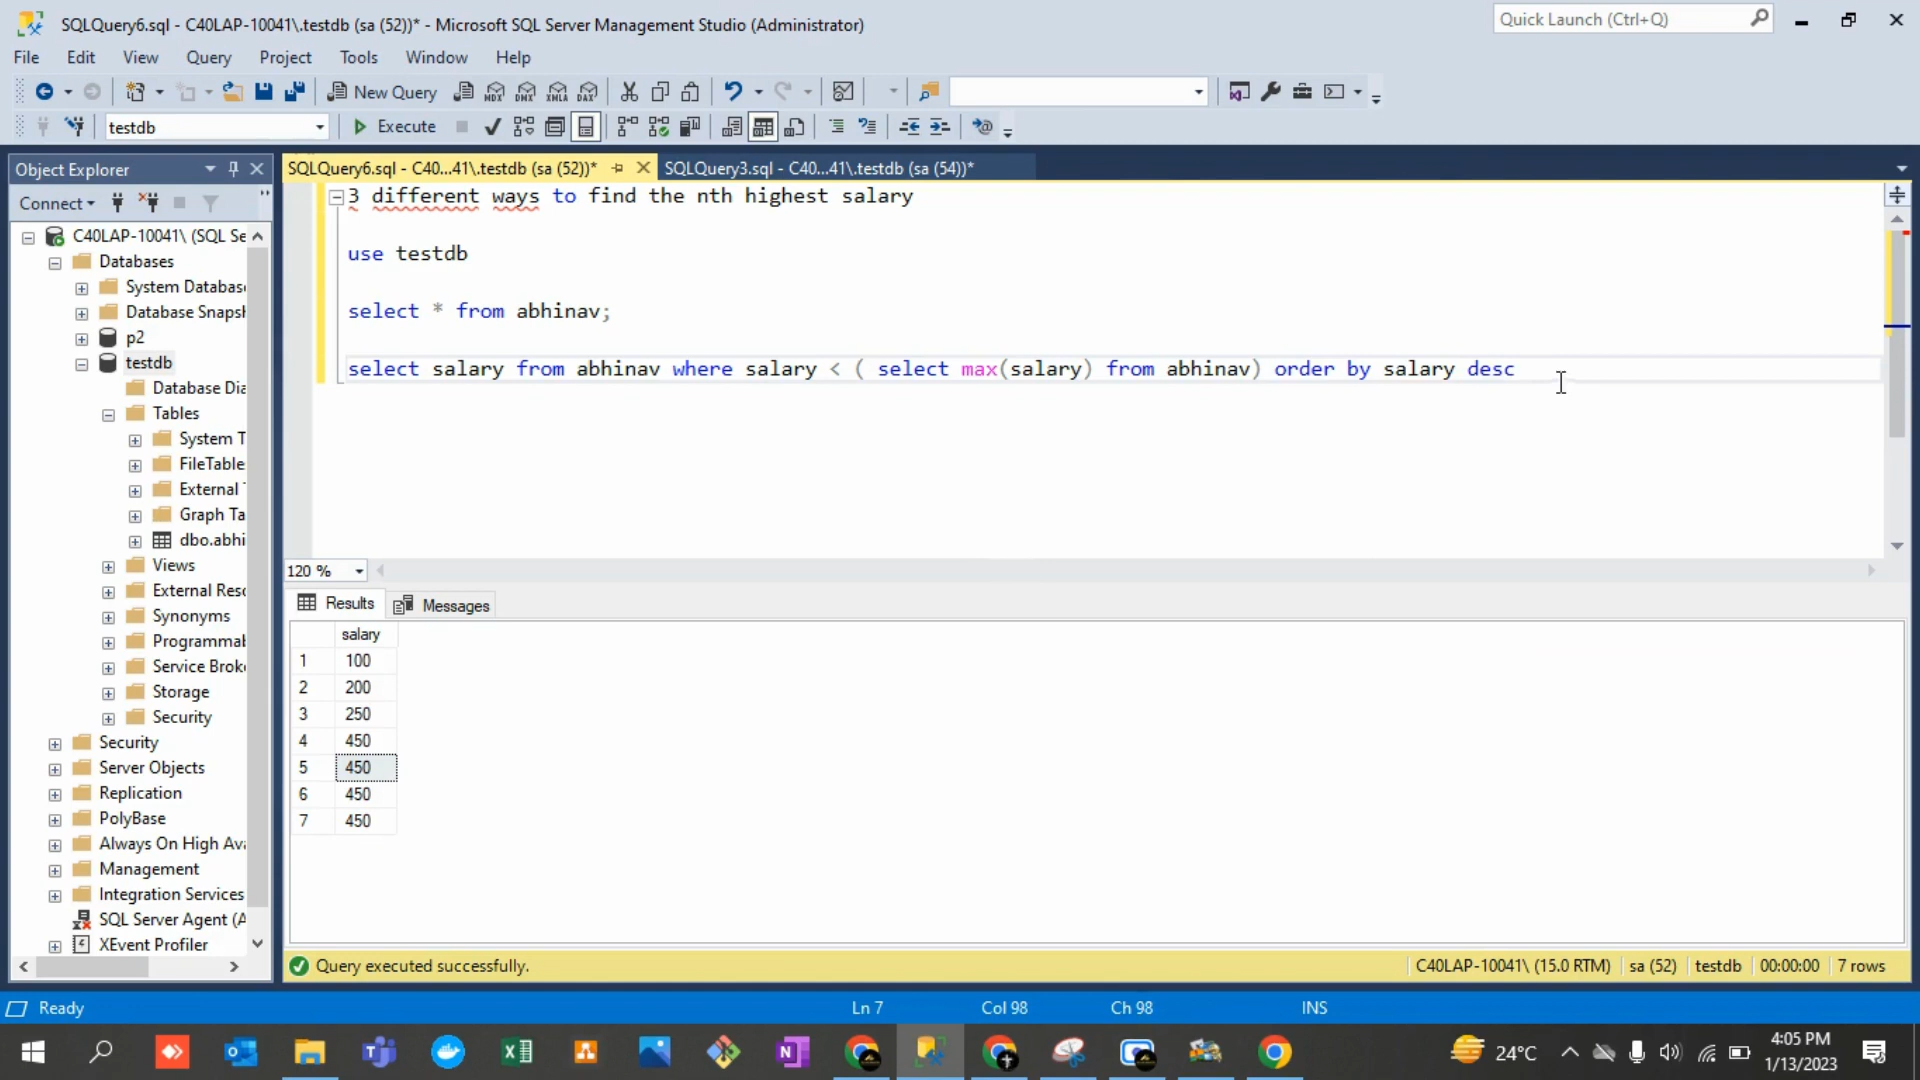 SQLQuery6.sql - C40LAP-10041\.testdb (sa (52))* - Microsoft SQL Server Management Studio (Administrator)
Quick Launch (Ctrl+Q)
File Edit View Query Project Tools Window Help
New Query
testdb
Execute
Object Explorer
SQLQuery6.sql - C40...41\.testdb (sa (52))*
SQLQuery3.sql - C40...41\.testdb (sa (54))*
Connect
C40LAP-10041\ (SQL Se
Databases
System Database
Database Snapsh
p2
testdb
Database Dia
Tables
System T
FileTable
External T
Graph Ta
dbo.abhi
Views
External Reso
Synonyms
Programmab
Service Broke
Storage
Security
Security
Server Objects
Replication
PolyBase
Always On High Ava
Management
Integration Services
SQL Server Agent (A
XEvent Profiler
3 different ways to find the nth highest salary
use testdb
select * from abhinav;
select salary from abhinav where salary < ( select max(salary) from abhinav) order by salary desc
120 %
Results
Messages
salary
1 100
2 200
3 250
4 450
5 450
6 450
7 450
Query executed successfully.
C40LAP-10041\ (15.0 RTM)
sa (52)
testdb
00:00:00
7 rows
Ready
Ln 7
Col 98
Ch 98
INS
24°C
4:05 PM
1/13/2023